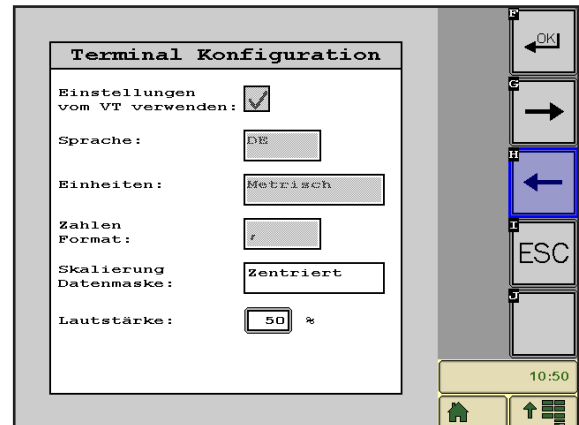 Terminal Konfiguration
Einstellungen
vom VT verwenden:
Sprache: DE
Einheiten: Metrisch
Zahlen
Format: ,
Skalierung
Datenmaske: Zentriert
Lautstärke: 50 %
F
OK
G
H
I
ESC
J
10:50